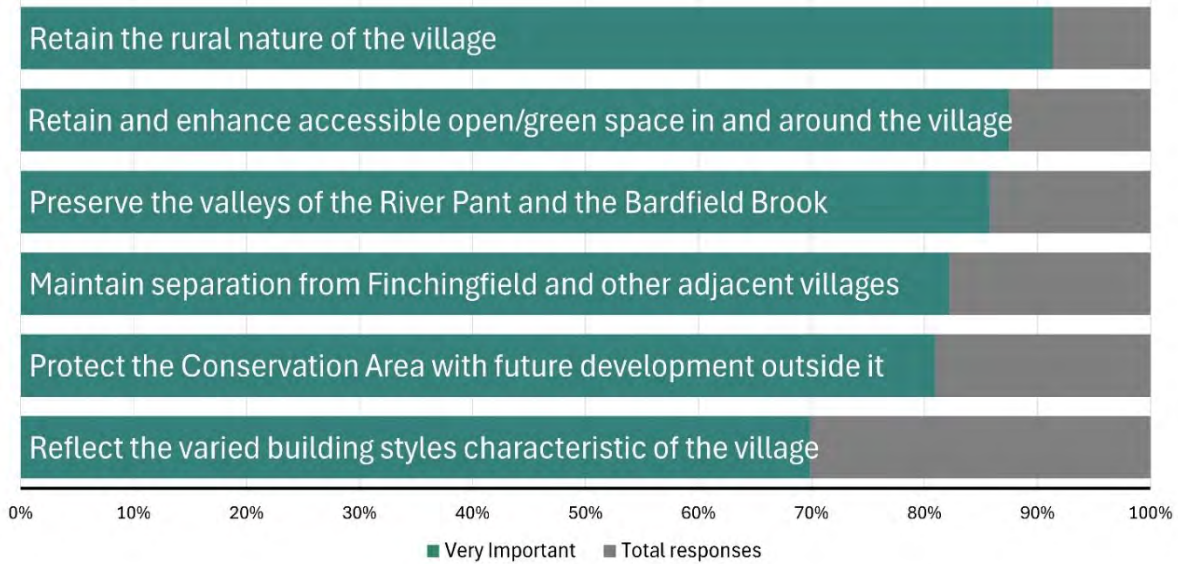 Retain the rural nature of the village
Retain and enhance accessible open/green space in and around the village
Preserve the valleys of the River Pant and the Bardfield Brook
Maintain separation from Finchingfield and other adjacent villages
Protect the Conservation Area with future development outside it
Reflect the varied building styles characteristic of the village
0% 10% 20% 30% 40% 50% 60% 70% 80% 90% 100%
Very Important Total responses